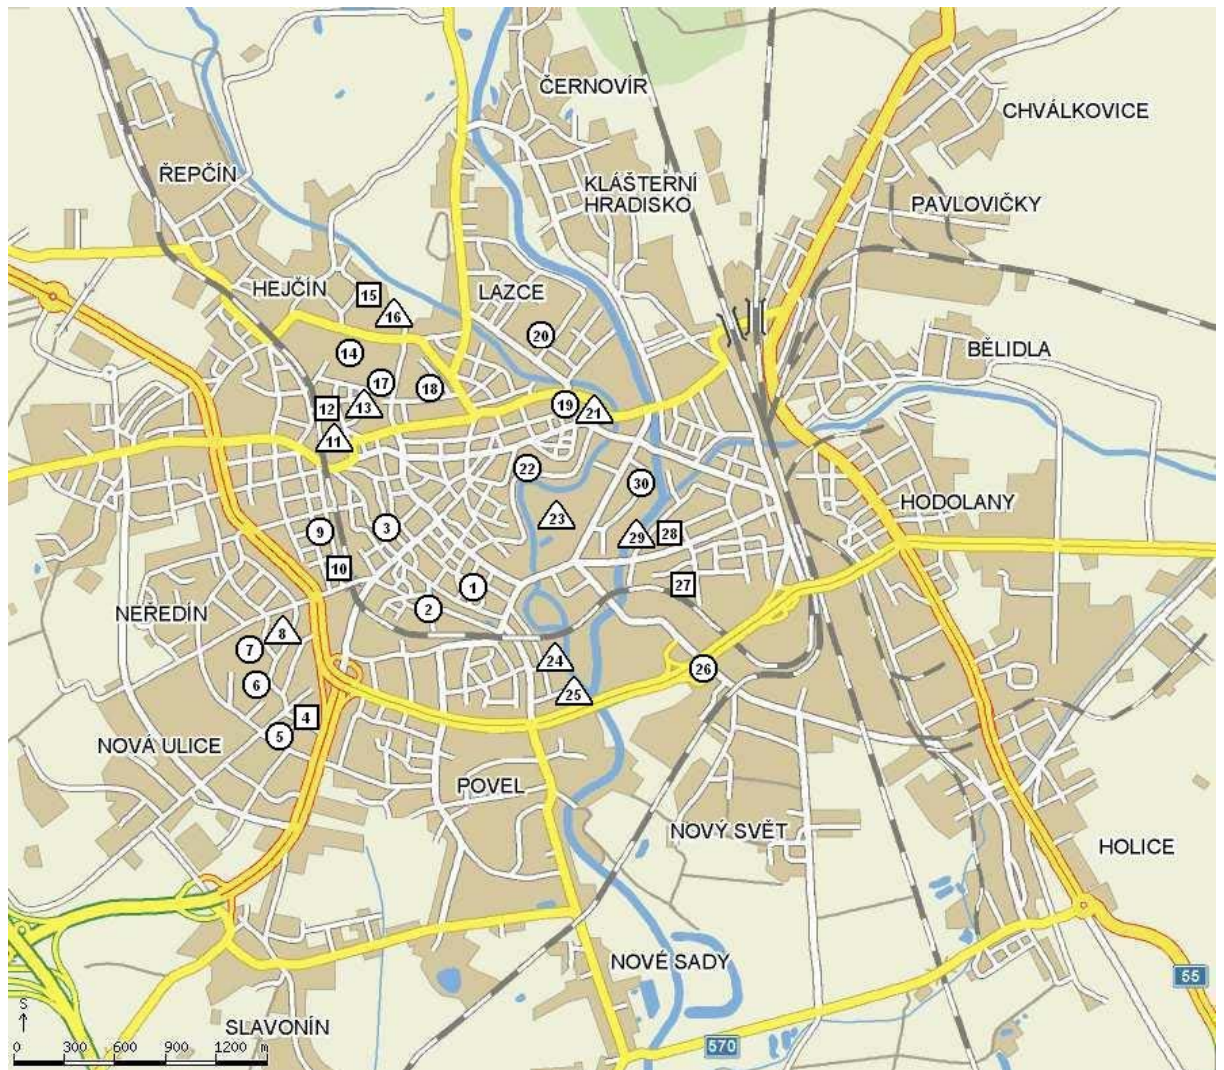 ČERNOVÍR
CHVÁLKOVICE
ŘEPČÍN
KLÁŠTERNÍ
HRADISKO
PAVLOVIČKY
HEJČÍN
15
LAZCE
16
20
14
BĚLIDLA
17
18
12
13
19
21
11
22
30
HODOLANY
23
3
9
29
28
10
1
27
NEŘEDÍN
2
8
7
24
26
6
25
4
5
NOVÁ ULICE
POVEL
NOVÝ SVĚT
HOLICE
NOVÉ SADY
55
S
SLAVONÍN
570
0 300 600 900 1200 m